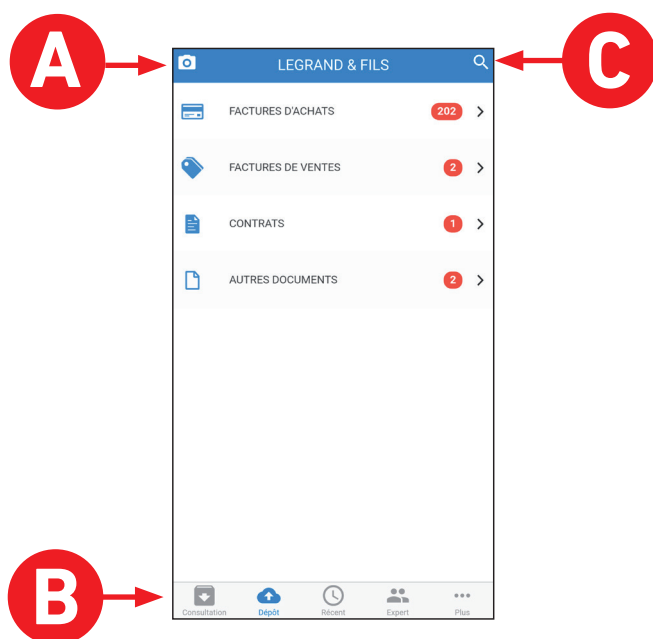 A
LEGRAND & FILS
C
FACTURES D'ACHATS 202
FACTURES DE VENTES 2
CONTRATS 1
AUTRES DOCUMENTS 2
B
Consultation Dépôt Récent Expert Plus